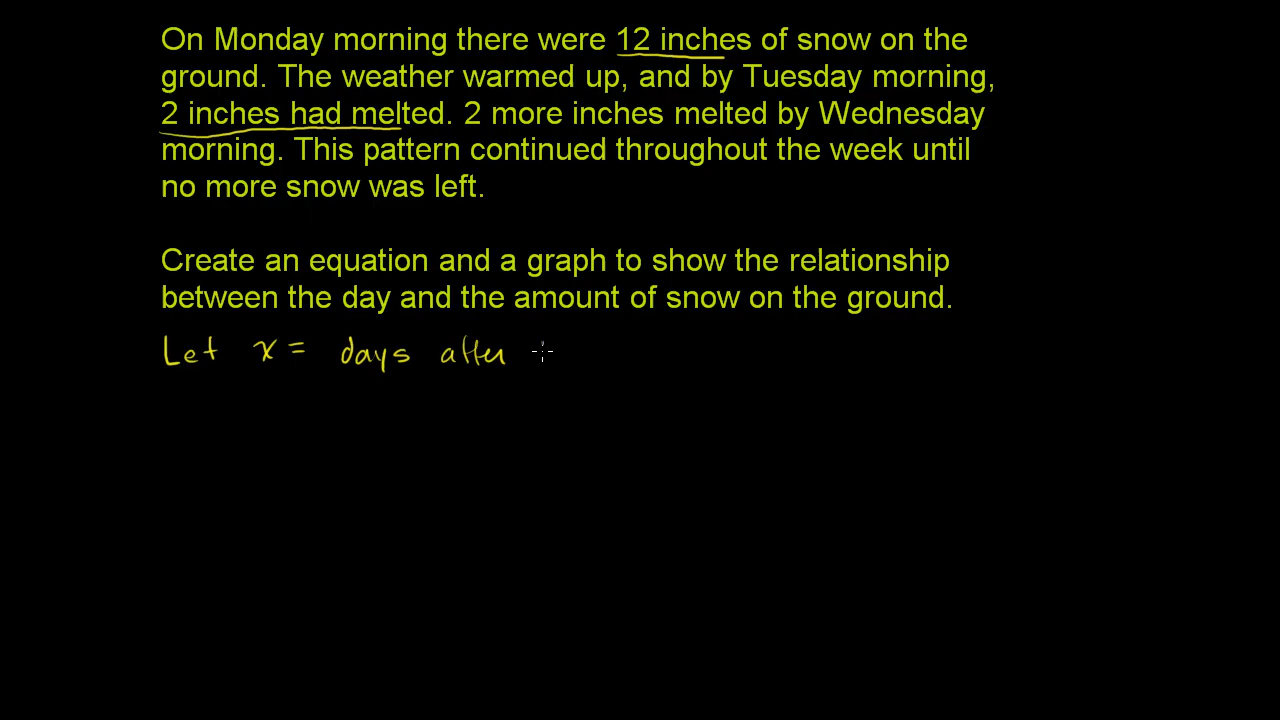 On Monday morning there were 12 inches of snow on the
ground. The weather warmed up, and by Tuesday morning,
2 inches had melted. 2 more inches melted by Wednesday
morning. This pattern continued throughout the week until
no more snow was left.
Create an equation and a graph to show the relationship
between the day and the amount of snow on the ground.
Let x = days after